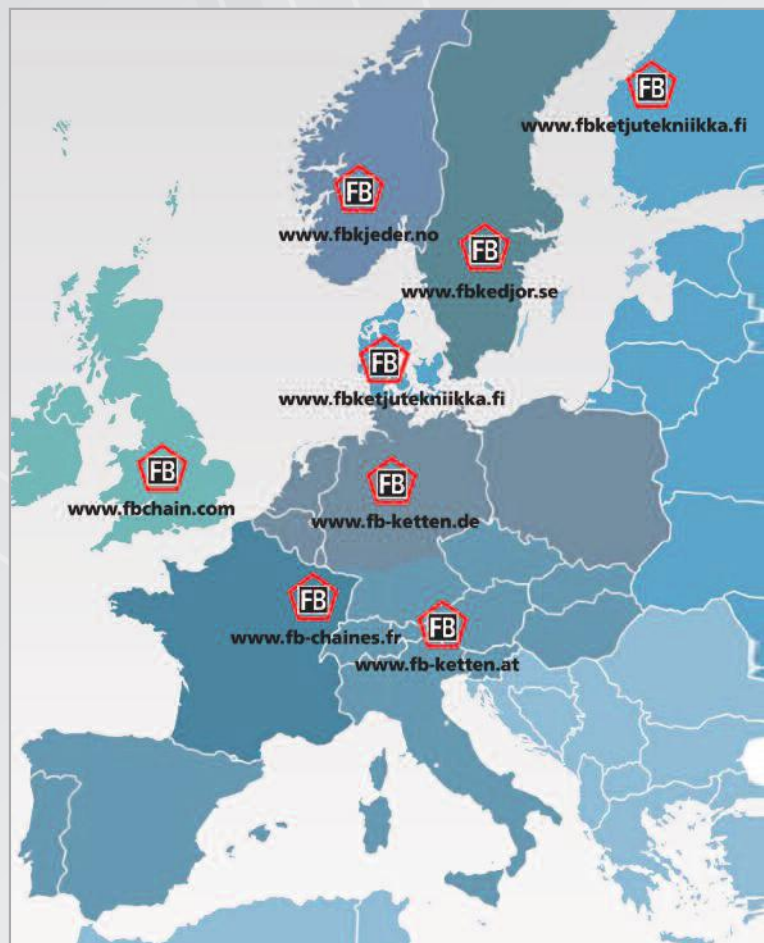 FB
www.fbketjutekniikka.fi
FB
www.fbkjeder.no
FB
www.fbkedjor.se
FB
www.fbketjutekniikka.fi
FB
www.fbchain.com
FB
www.fb-ketten.de
FB
www.fb-chaines.fr
FB
www.fb-ketten.at